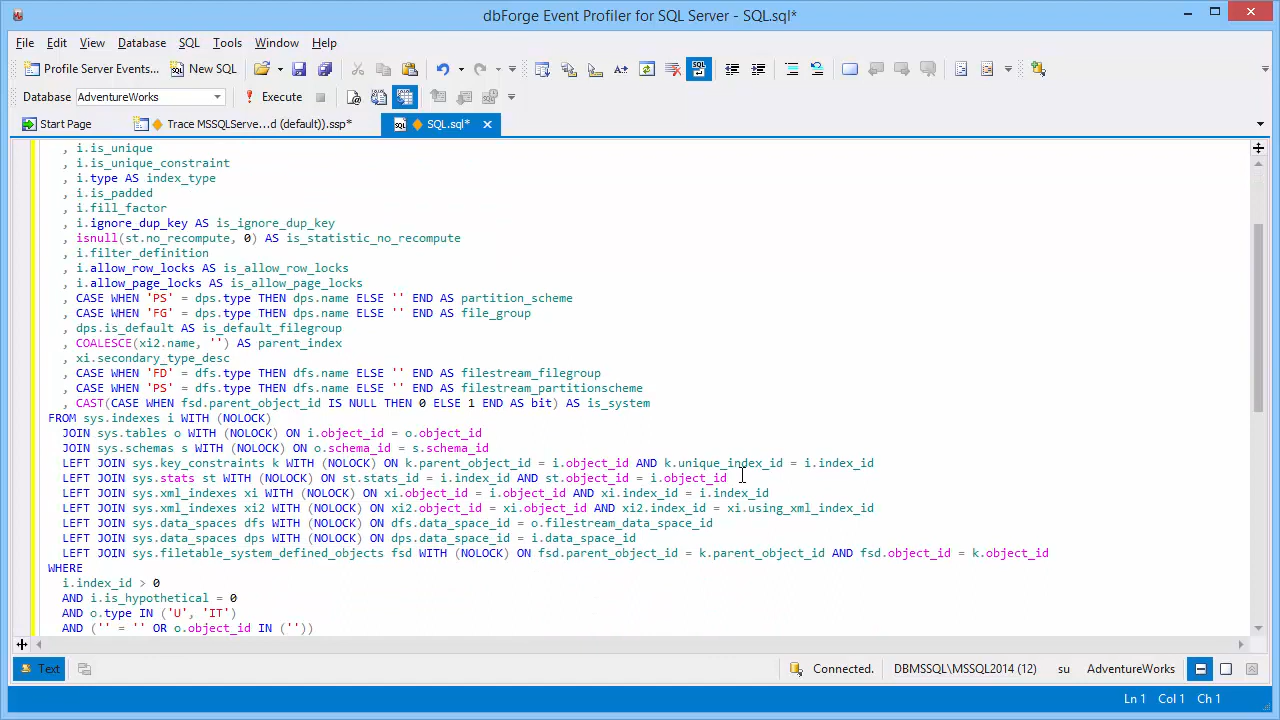 dbForge Event Profiler for SQL Server - SQL.sql*
File Edit View Database SQL Tools Window Help
Profile Server Events... New SQL
Database AdventureWorks Execute
Start Page Trace MSSQLServe...d (default)).ssp* SQL.sql*
, i.is_unique
, i.is_unique_constraint
, i.type AS index_type
, i.is_padded
, i.fill_factor
, i.ignore_dup_key AS is_ignore_dup_key
, isnull(st.no_recompute, 0) AS is_statistic_no_recompute
, i.filter_definition
, i.allow_row_locks AS is_allow_row_locks
, i.allow_page_locks AS is_allow_page_locks
, CASE WHEN 'PS' = dps.type THEN dps.name ELSE '' END AS partition_scheme
, CASE WHEN 'FG' = dps.type THEN dps.name ELSE '' END AS file_group
, dps.is_default AS is_default_filegroup
, COALESCE(xi2.name, '') AS parent_index
, xi.secondary_type_desc
, CASE WHEN 'FD' = dfs.type THEN dfs.name ELSE '' END AS filestream_filegroup
, CASE WHEN 'PS' = dfs.type THEN dfs.name ELSE '' END AS filestream_partitionscheme
, CAST(CASE WHEN fsd.parent_object_id IS NULL THEN 0 ELSE 1 END AS bit) AS is_system
FROM sys.indexes i WITH (NOLOCK)
JOIN sys.tables o WITH (NOLOCK) ON i.object_id = o.object_id
JOIN sys.schemas s WITH (NOLOCK) ON o.schema_id = s.schema_id
LEFT JOIN sys.key_constraints k WITH (NOLOCK) ON k.parent_object_id = i.object_id AND k.unique_index_id = i.index_id
LEFT JOIN sys.stats st WITH (NOLOCK) ON st.stats_id = i.index_id AND st.object_id = i.object_id
LEFT JOIN sys.xml_indexes xi WITH (NOLOCK) ON xi.object_id = i.object_id AND xi.index_id = i.index_id
LEFT JOIN sys.xml_indexes xi2 WITH (NOLOCK) ON xi2.object_id = xi.object_id AND xi2.index_id = xi.using_xml_index_id
LEFT JOIN sys.data_spaces dfs WITH (NOLOCK) ON dfs.data_space_id = o.filestream_data_space_id
LEFT JOIN sys.data_spaces dps WITH (NOLOCK) ON dps.data_space_id = i.data_space_id
LEFT JOIN sys.filetable_system_defined_objects fsd WITH (NOLOCK) ON fsd.parent_object_id = k.parent_object_id AND fsd.object_id = k.object_id
WHERE
i.index_id > 0
AND i.is_hypothetical = 0
AND o.type IN ('U', 'IT')
AND ('' = '' OR o.object_id IN (''))
Text Connected. DBMSSQL\MSSQL2014 (12) su AdventureWorks
Ln 1 Col 1 Ch 1